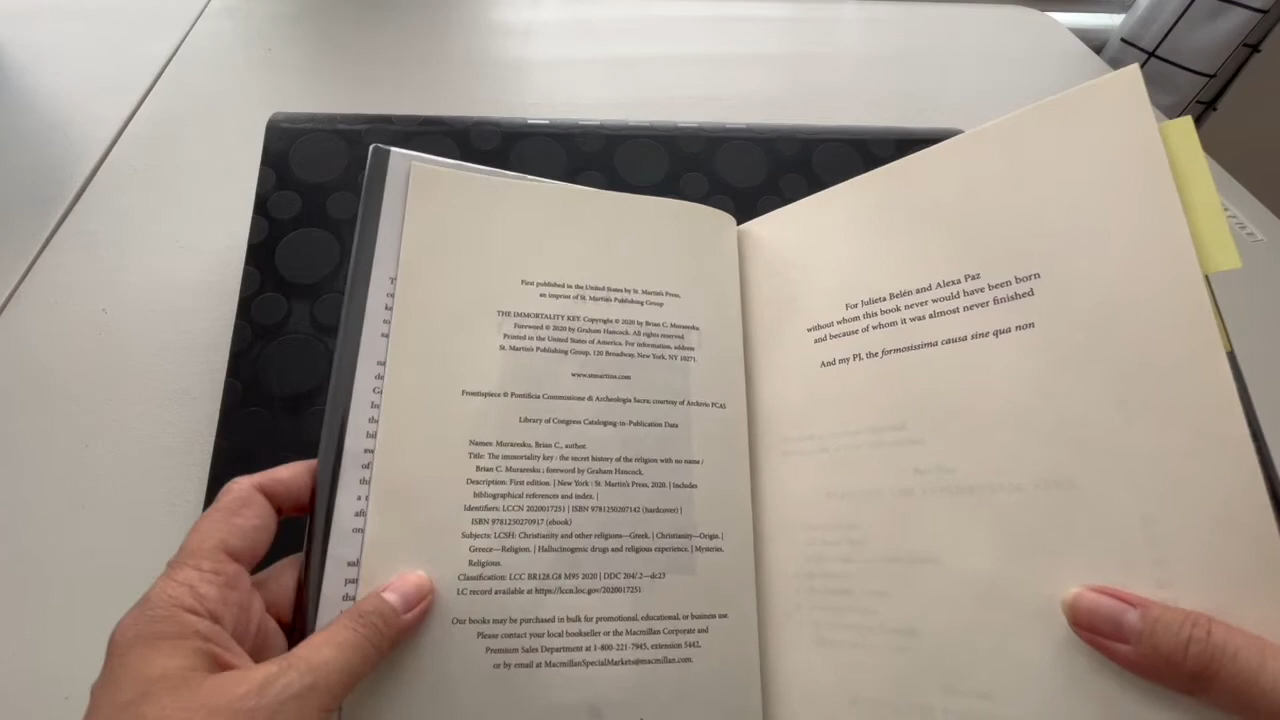 First published in the United States by St. Martin's Press,
an imprint of St. Martin's Publishing Group
THE IMMORTALITY KEY. Copyright © 2020 by Brian C. Muraresku.
Foreword © 2020 by Graham Hancock. All rights reserved.
Printed in the United States of America. For information, address
St. Martin's Publishing Group, 120 Broadway, New York, NY 10271.
www.stmartins.com
Frontispiece © Pontificia Commissione di Archeologia Sacra; courtesy of Archivio PCAS
Library of Congress Cataloging-in-Publication Data
Names: Muraresku, Brian C., author.
Title: The immortality key : the secret history of the religion with no name /
Brian C. Muraresku ; foreword by Graham Hancock.
Description: First edition. | New York : St. Martin's Press, 2020. | Includes
bibliographical references and index. |
Identifiers: LCCN 2020017251 | ISBN 9781250207142 (hardcover) |
ISBN 9781250270917 (ebook)
Subjects: LCSH: Christianity and other religions—Greek. | Christianity—Origin. |
Greece—Religion. | Hallucinogenic drugs and religious experience. | Mysteries,
Religious.
Classification: LCC BR128.G8 M95 2020 | DDC 204/.2—dc23
LC record available at https://lccn.loc.gov/2020017251
Our books may be purchased in bulk for promotional, educational, or business use.
Please contact your local bookseller or the Macmillan Corporate and
Premium Sales Department at 1-800-221-7945, extension 5442,
or by email at MacmillanSpecialMarkets@macmillan.com.
For Julieta Belén and Alexa Paz
without whom this book never would have been born
and because of whom it was almost never finished
And my PJ, the formosissima causa sine qua non